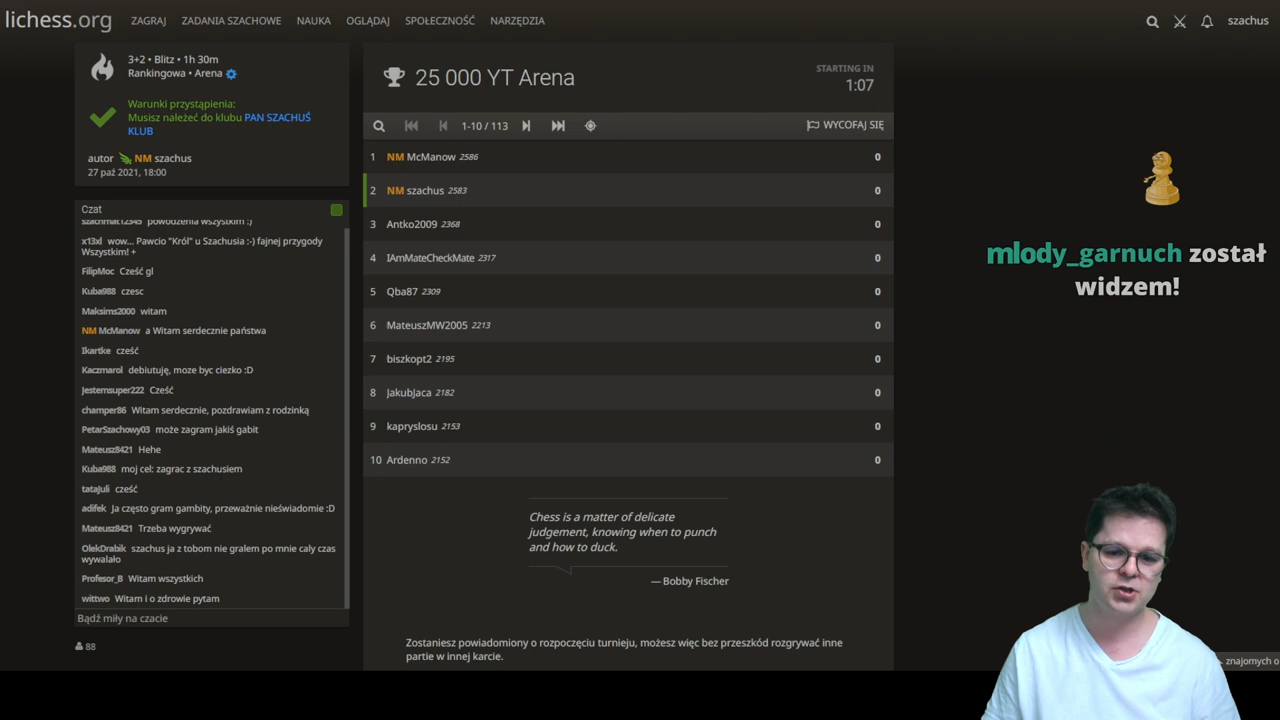 lichess.org ZAGRAJ ZADANIA SZACHOWE NAUKA OGLĄDAJ SPOŁECZNOŚĆ NARZĘDZIA szachus
3+2 • Blitz • 1h 30m
Rankingowa • Arena
Warunki przystąpienia:
Musisz należeć do klubu PAN SZACHUŚ
KLUB
autor NM szachus
27 paź 2021, 18:00
Czat
szachmat12345 powodzenia wszystkim :)
x13xl wow... Pawcio "Król" u Szachusia :-) fajnej przygody
Wszystkim! +
FilipMoc Cześć gl
Kuba988 czesc
Maksims2000 witam
NM McManow a Witam serdecznie państwa
Ikartke cześć
Kaczmarol debiutuję, moze byc ciezko :D
Jestemsuper222 Cześć
champer86 Witam serdecznie, pozdrawiam z rodzinką
PetarSzachowy03 może zagram jakiś gabit
Mateusz8421 Hehe
Kuba988 moj cel: zagrac z szachusiem
tataJuli cześć
adifek Ja często gram gambity, przeważnie nieświadomie :D
Mateusz8421 Trzeba wygrywać
OlekDrabik szachus ja z tobom nie gralem po mnie caly czas
wywalało
Profesor_B Witam wszystkich
wittwo Witam i o zdrowie pytam
Bądź miły na czacie
88
25 000 YT Arena
STARTING IN
1:07
1-10 / 113 WYCOFAJ SIĘ
1 NM McManow 2586 0
2 NM szachus 2583 0
3 Antko2009 2368 0
4 IAmMateCheckMate 2317 0
5 Qba87 2309 0
6 MateuszMW2005 2213 0
7 biszkopt2 2195 0
8 JakubJaca 2182 0
9 kapryslosu 2153 0
10 Ardenno 2152 0
Chess is a matter of delicate
judgement, knowing when to punch
and how to duck.
— Bobby Fischer
Zostaniesz powiadomiony o rozpoczęciu turnieju, możesz więc bez przeszkód rozgrywać inne
partie w innej karcie.
mlody_garnuch został
widzem!
znajomych o